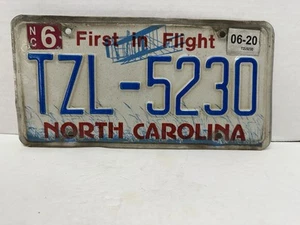 NC 6 First in Flight 06-20
TZL-5230
NORTH CAROLINA